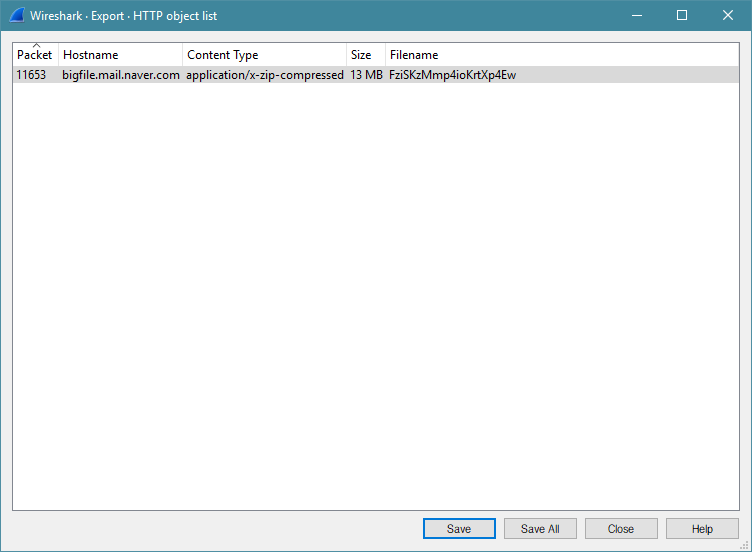 Wireshark · Export · HTTP object list
Packet Hostname Content Type Size Filename
11653 bigfile.mail.naver.com application/x-zip-compressed 13 MB FziSKzMmp4ioKrtXp4Ew
Save Save All Close Help